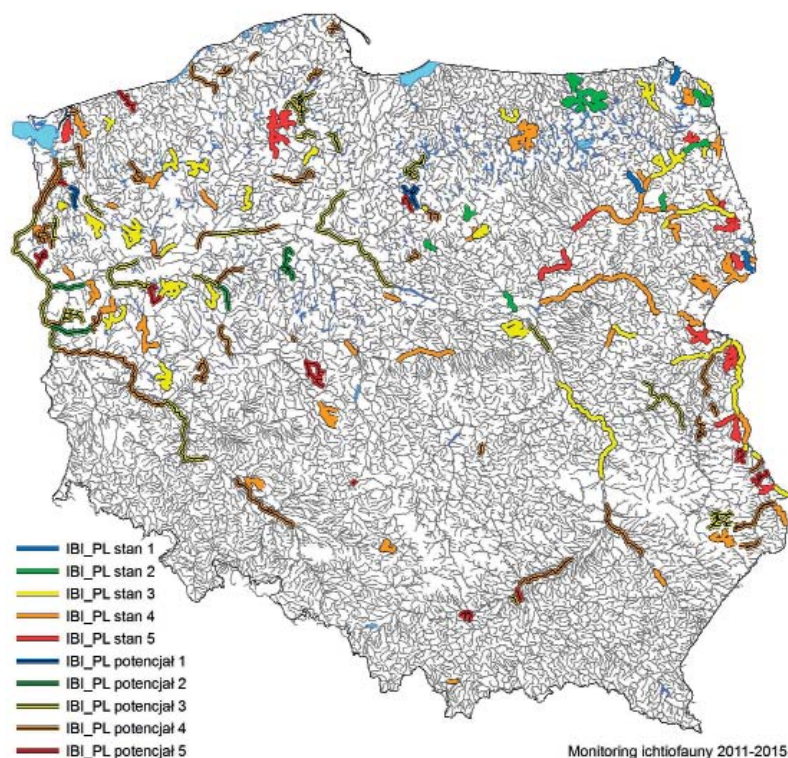 IBI_PL stan 1
IBI_PL stan 2
IBI_PL stan 3
IBI_PL stan 4
IBI_PL stan 5
IBI_PL potencjał 1
IBI_PL potencjał 2
IBI_PL potencjał 3
IBI_PL potencjał 4
IBI_PL potencjał 5
Monitoring ichtiofauny 2011-2015